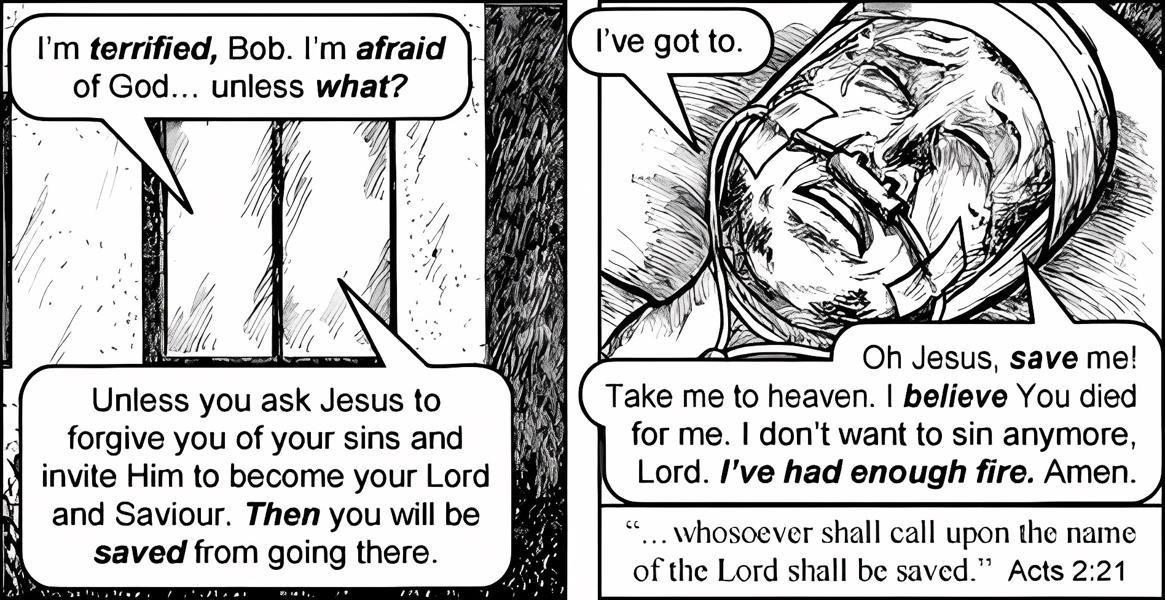 I'm terrified, Bob. I'm afraid
of God... unless what?
Unless you ask Jesus to
forgive you of your sins and
invite Him to become your Lord
and Saviour. Then you will be
saved from going there.
I've got to.
Oh Jesus, save me!
Take me to heaven. I believe You died
for me. I don't want to sin anymore,
Lord. I've had enough fire. Amen.
“...whosoever shall call upon the name
of the Lord shall be saved.” Acts 2:21